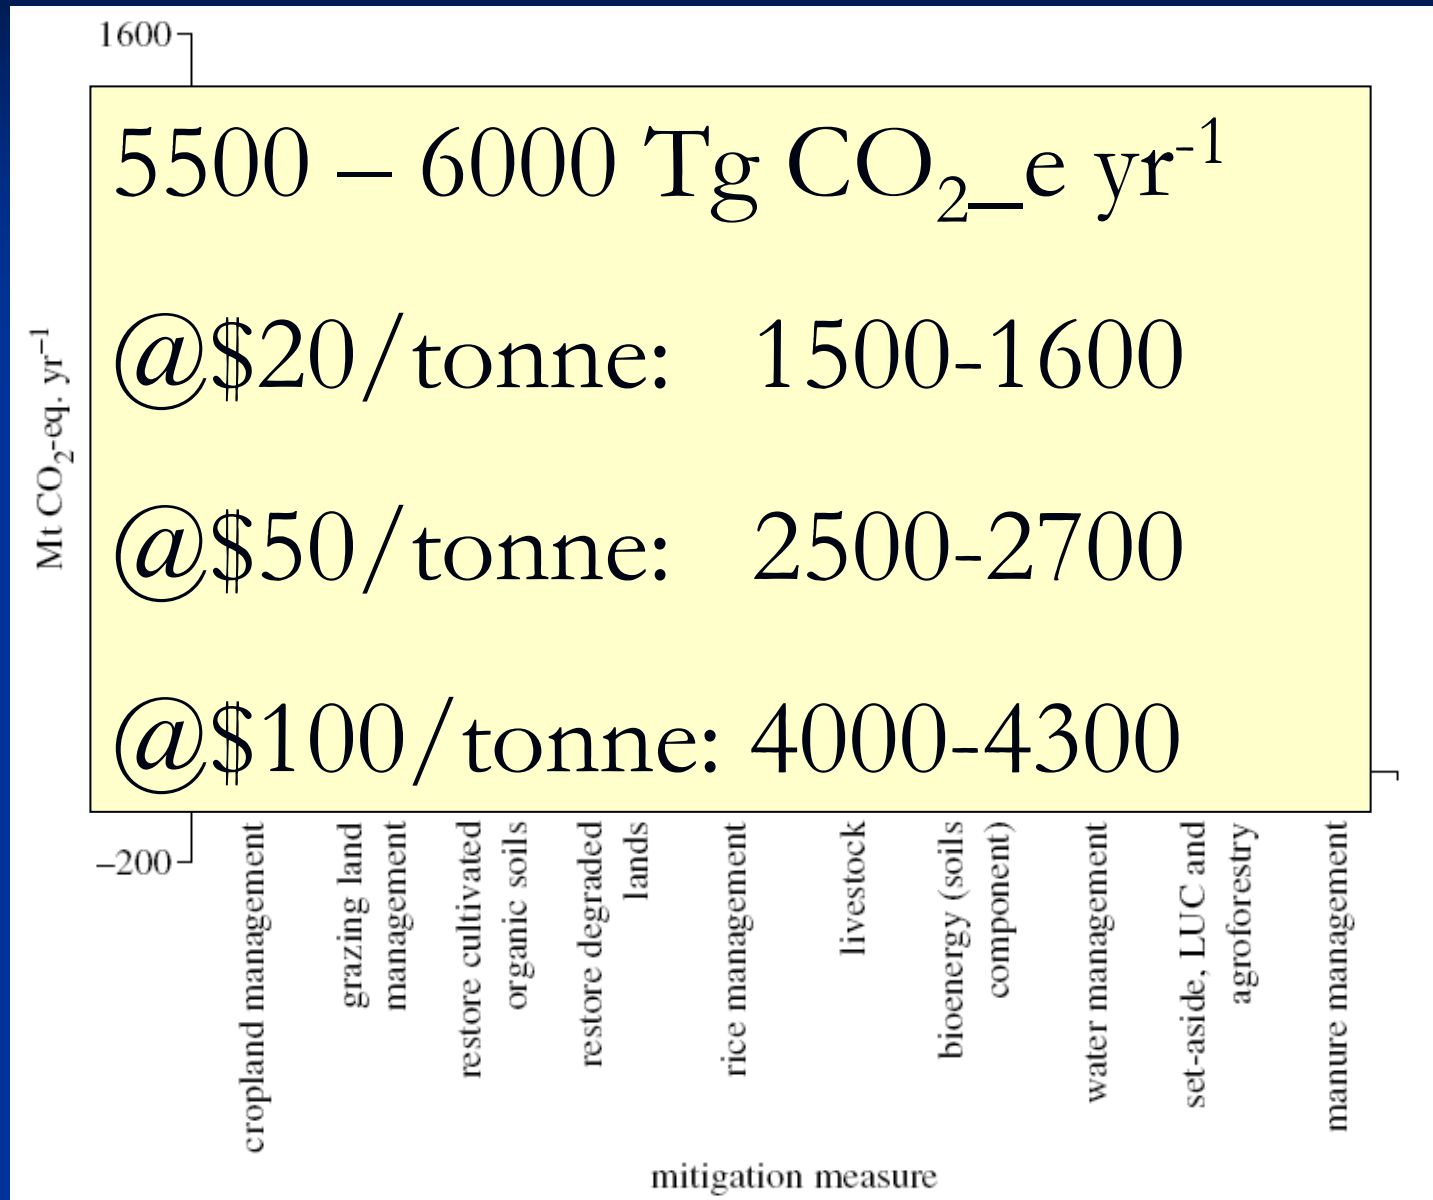 1600
5500 – 6000 Tg CO₂_e yr⁻¹
@$20/tonne: 1500-1600
@$50/tonne: 2500-2700
@$100/tonne: 4000-4300
Mt CO₂-eq. yr⁻¹
–200
cropland management
grazing land
management
restore cultivated
organic soils
restore degraded
lands
rice management
livestock
bioenergy (soils
component)
water management
set-aside, LUC and
agroforestry
manure management
mitigation measure